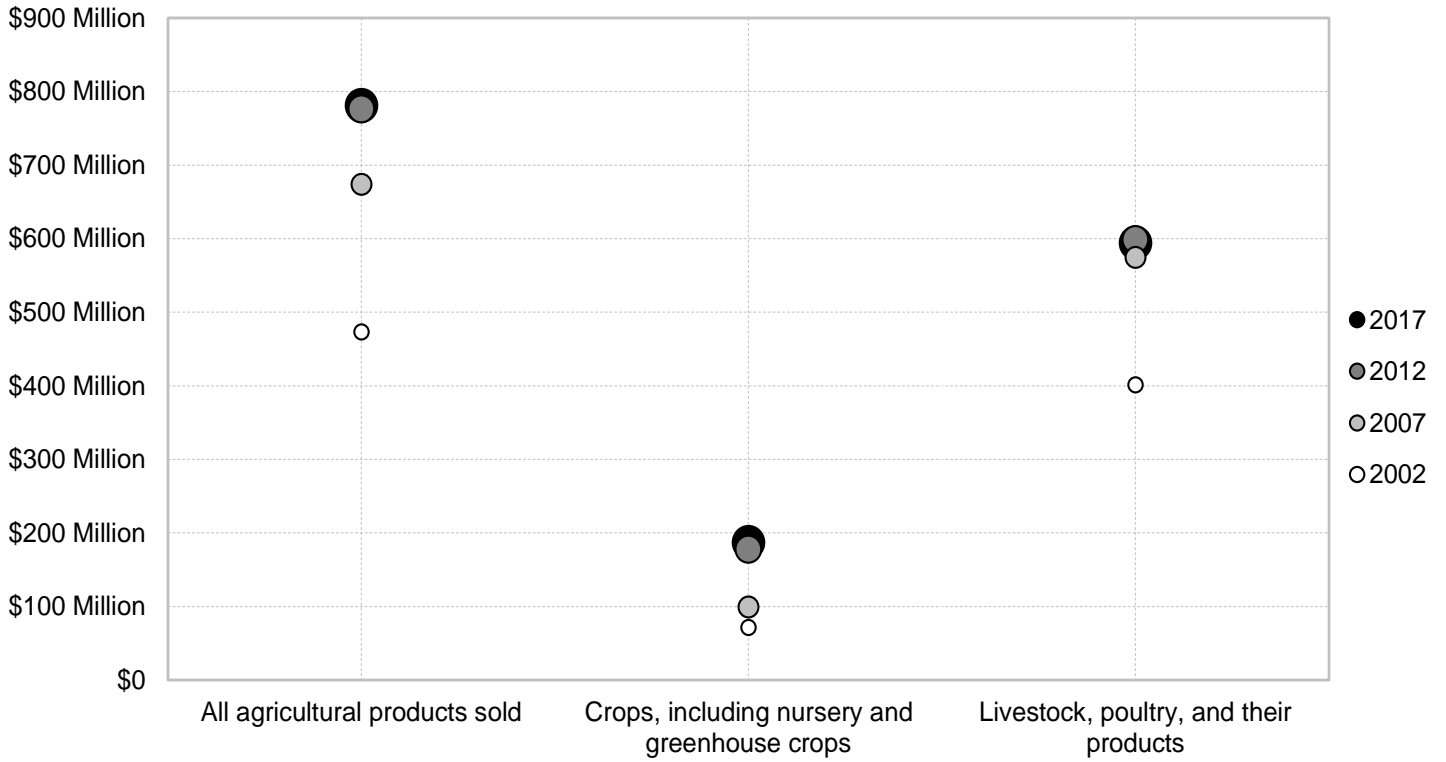 $900 Million
$800 Million
$700 Million
$600 Million
$500 Million
$400 Million
$300 Million
$200 Million
$100 Million
$0
All agricultural products sold
Crops, including nursery and
greenhouse crops
Livestock, poultry, and their
products
2017
2012
2007
2002